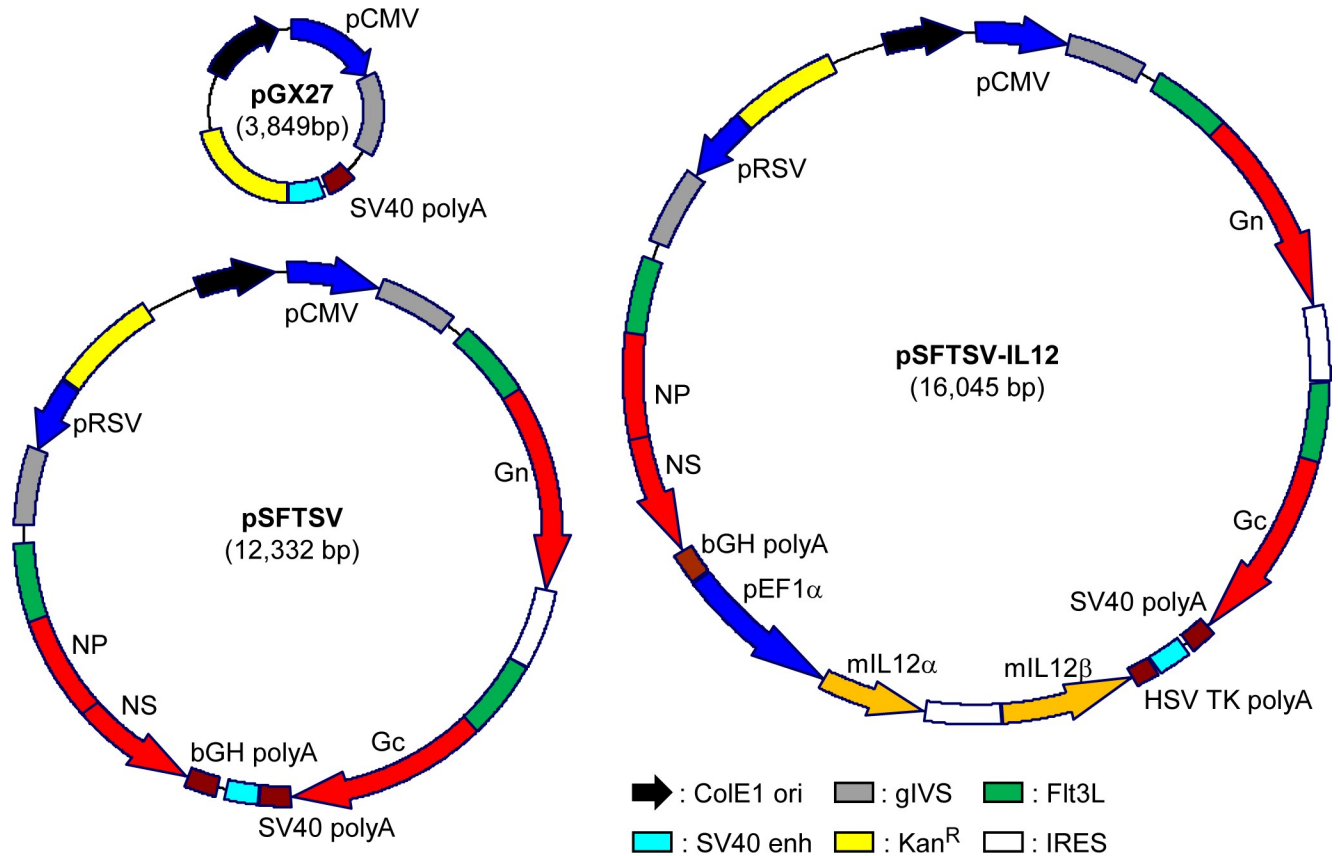 pCMV
pGX27
(3,849bp)
SV40 polyA
pCMV
pRSV
Gn
pSFTSV
(12,332 bp)
NP
NS
bGH polyA
Gc
SV40 polyA
pCMV
pRSV
Gn
pSFTSV-IL12
(16,045 bp)
NP
NS
Gc
bGH polyA
pEF1α
SV40 polyA
mIL12α
mIL12β
HSV TK polyA
: ColE1 ori : gIVS : Flt3L
: SV40 enh : Kan^R : IRES